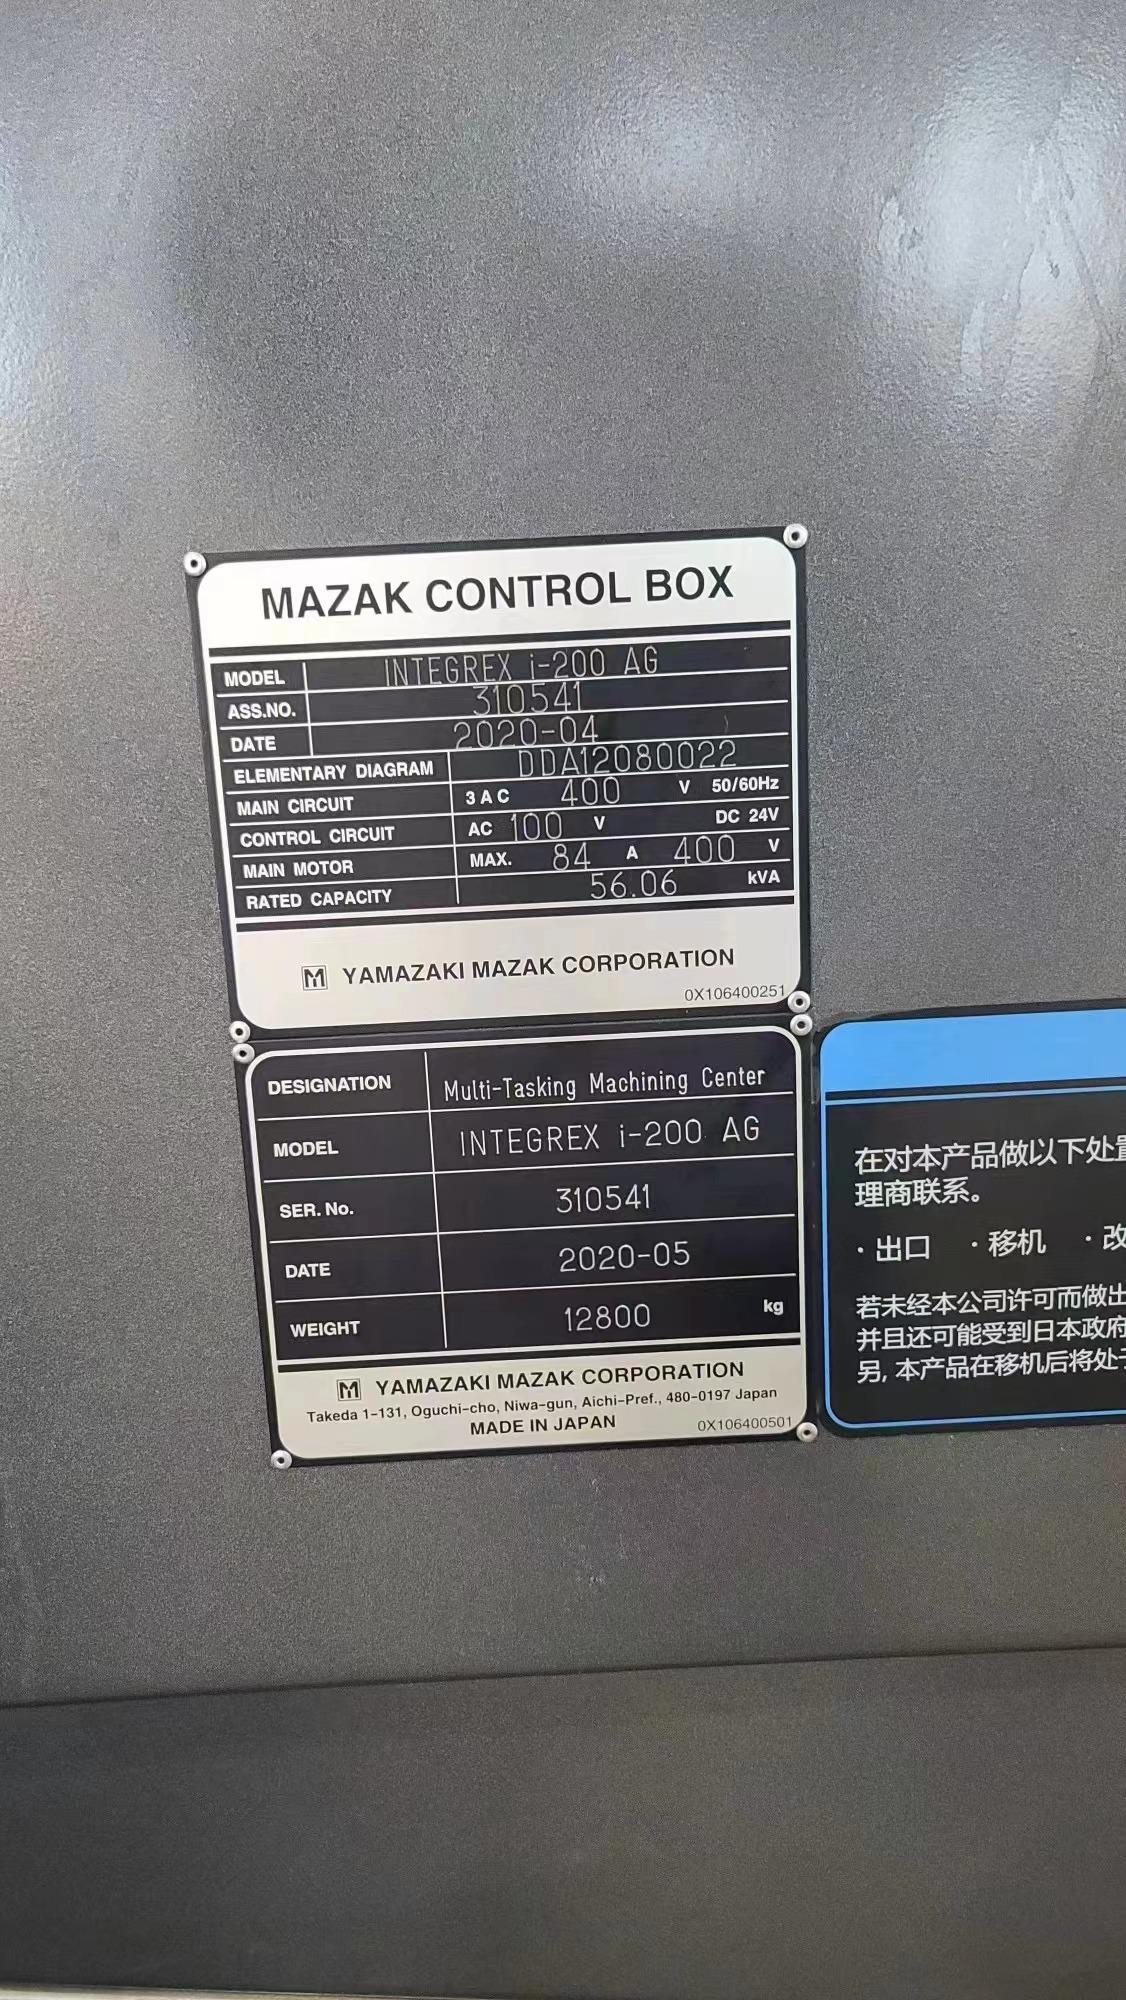 MAZAK CONTROL BOX
MODEL INTEGREX i-200 AG
ASS.NO. 310541
DATE 2020-04
ELEMENTARY DIAGRAM DDA12080022
MAIN CIRCUIT 3 A C 400 V 50/60Hz
CONTROL CIRCUIT AC 100 V DC 24V
MAIN MOTOR MAX. 84 A 400 V
RATED CAPACITY 56.06 kVA
YAMAZAKI MAZAK CORPORATION
0X106400251
DESIGNATION Multi-Tasking Machining Center
MODEL INTEGREX i-200 AG
SER. No. 310541
DATE 2020-05
WEIGHT 12800 kg
YAMAZAKI MAZAK CORPORATION
Takeda 1-131, Oguchi-cho, Niwa-gun, Aichi-Pref., 480-0197 Japan
MADE IN JAPAN 0X106400501
在对本产品做以下处置
理商联系。
·出口 ·移机 ·改
若未经本公司许可而做出
并且还可能受到日本政府
另, 本产品在移机后将处于